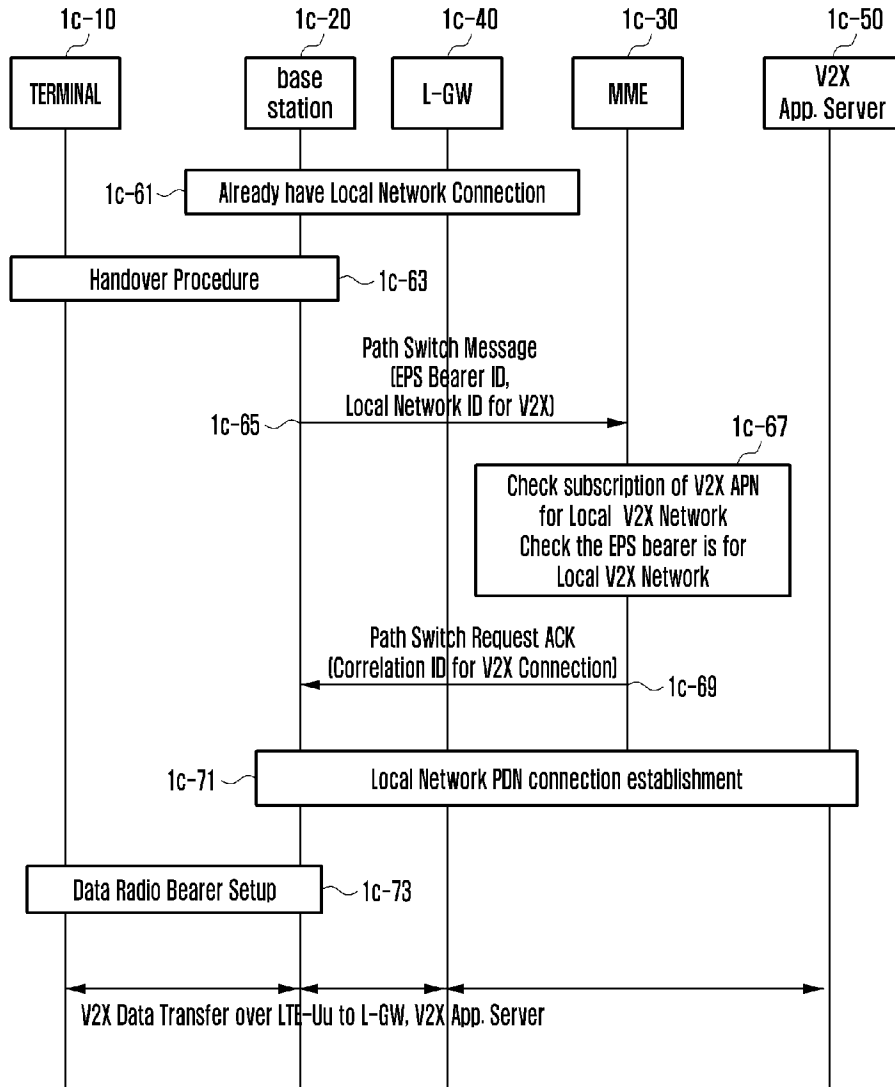 1c-10
1c-20
1c-40
1c-30
1c-50
TERMINAL
base
station
L-GW
MME
V2X
App. Server
1c-61
Already have Local Network Connection
Handover Procedure
1c-63
Path Switch Message
(EPS Bearer ID,
Local Network ID for V2X)
1c-65
1c-67
Check subscription of V2X APN
for Local V2X Network
Check the EPS bearer is for
Local V2X Network
Path Switch Request ACK
(Correlation ID for V2X Connection)
1c-69
1c-71
Local Network PDN connection establishment
Data Radio Bearer Setup
1c-73
V2X Data Transfer over LTE-Uu to L-GW, V2X App. Server